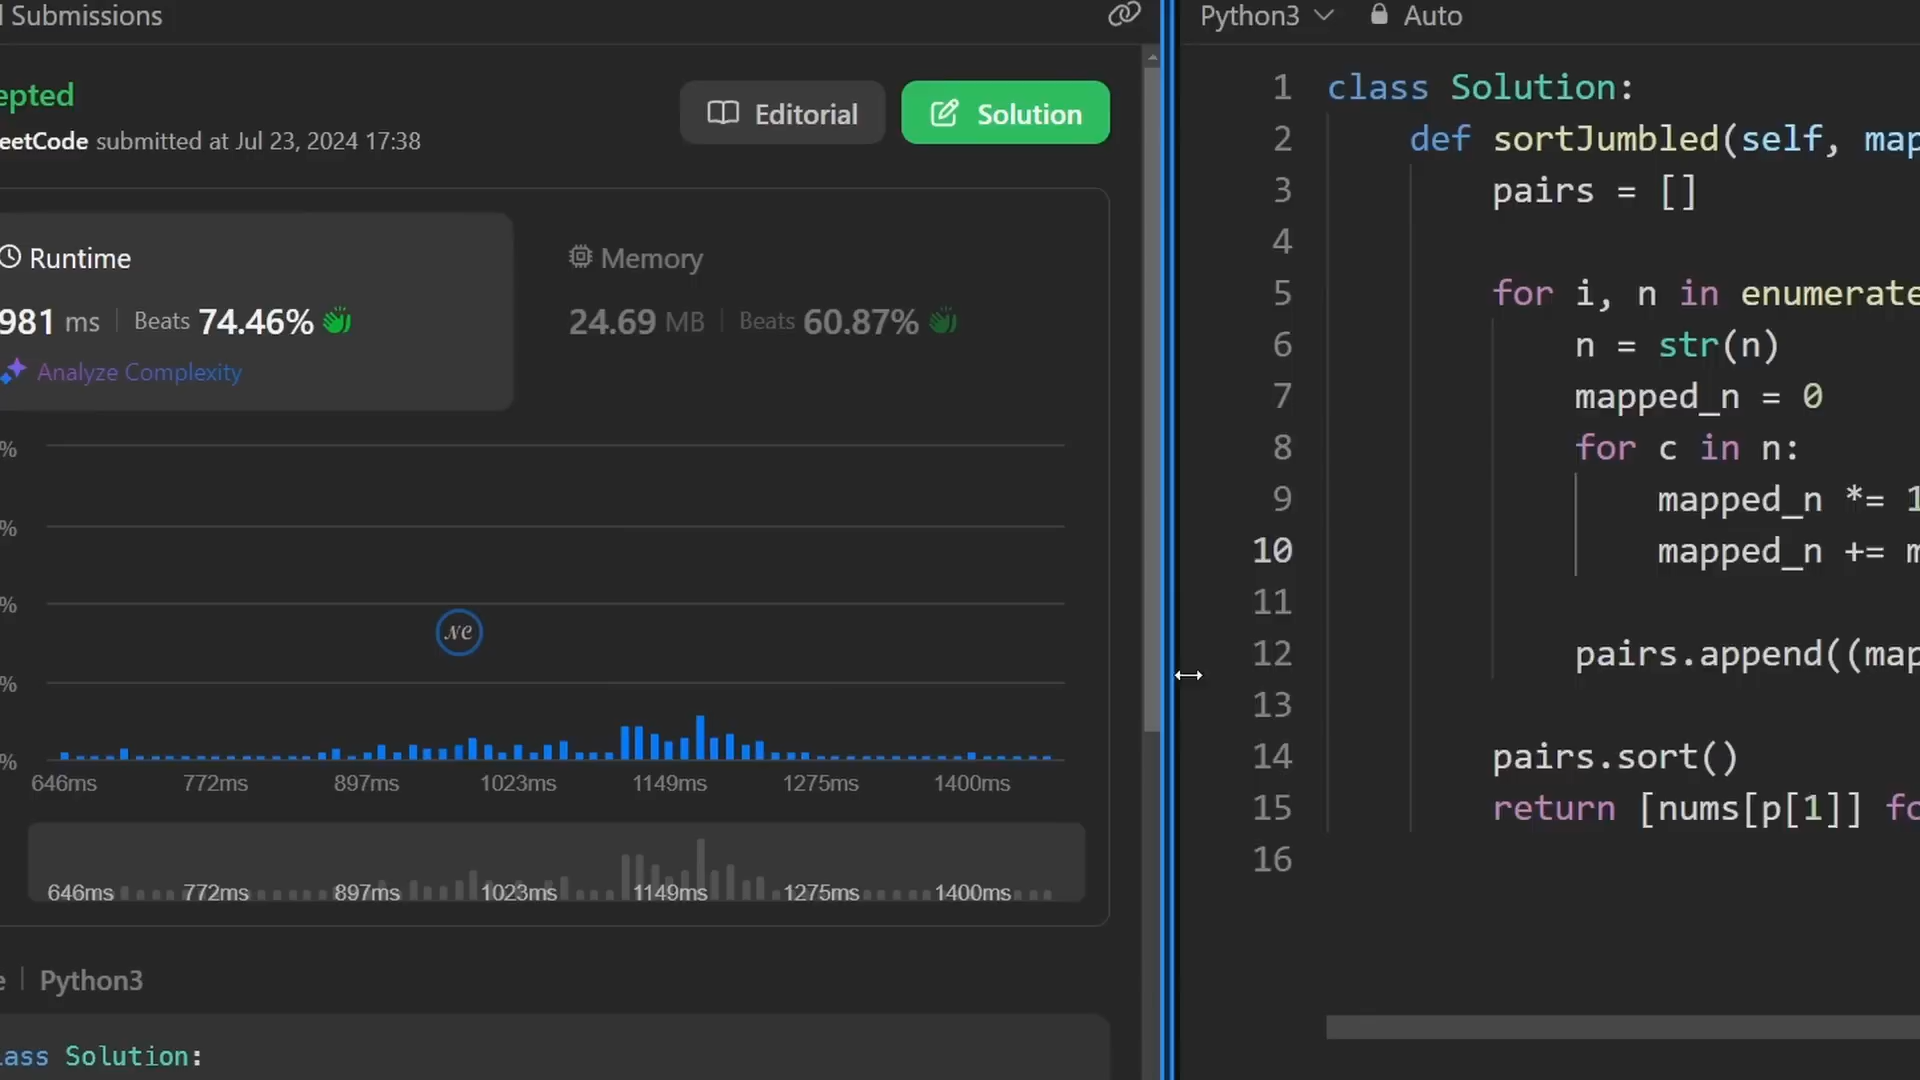 Submissions
Python3
Auto
epted
Editorial
Solution
eetCode submitted at Jul 23, 2024 17:38
Runtime
981 ms | Beats 74.46%
Analyze Complexity
Memory
24.69 MB | Beats 60.87%
%
%
%
%
%
NC
646ms 772ms 897ms 1023ms 1149ms 1275ms 1400ms
646ms 772ms 897ms 1023ms 1149ms 1275ms 1400ms
e | Python3
ass Solution:
1 class Solution:
2 def sortJumbled(self, map
3 pairs = []
4
5 for i, n in enumerate
6 n = str(n)
7 mapped_n = 0
8 for c in n:
9 mapped_n *= 1
10 mapped_n += m
11
12 pairs.append((map
13
14 pairs.sort()
15 return [nums[p[1]] fo
16